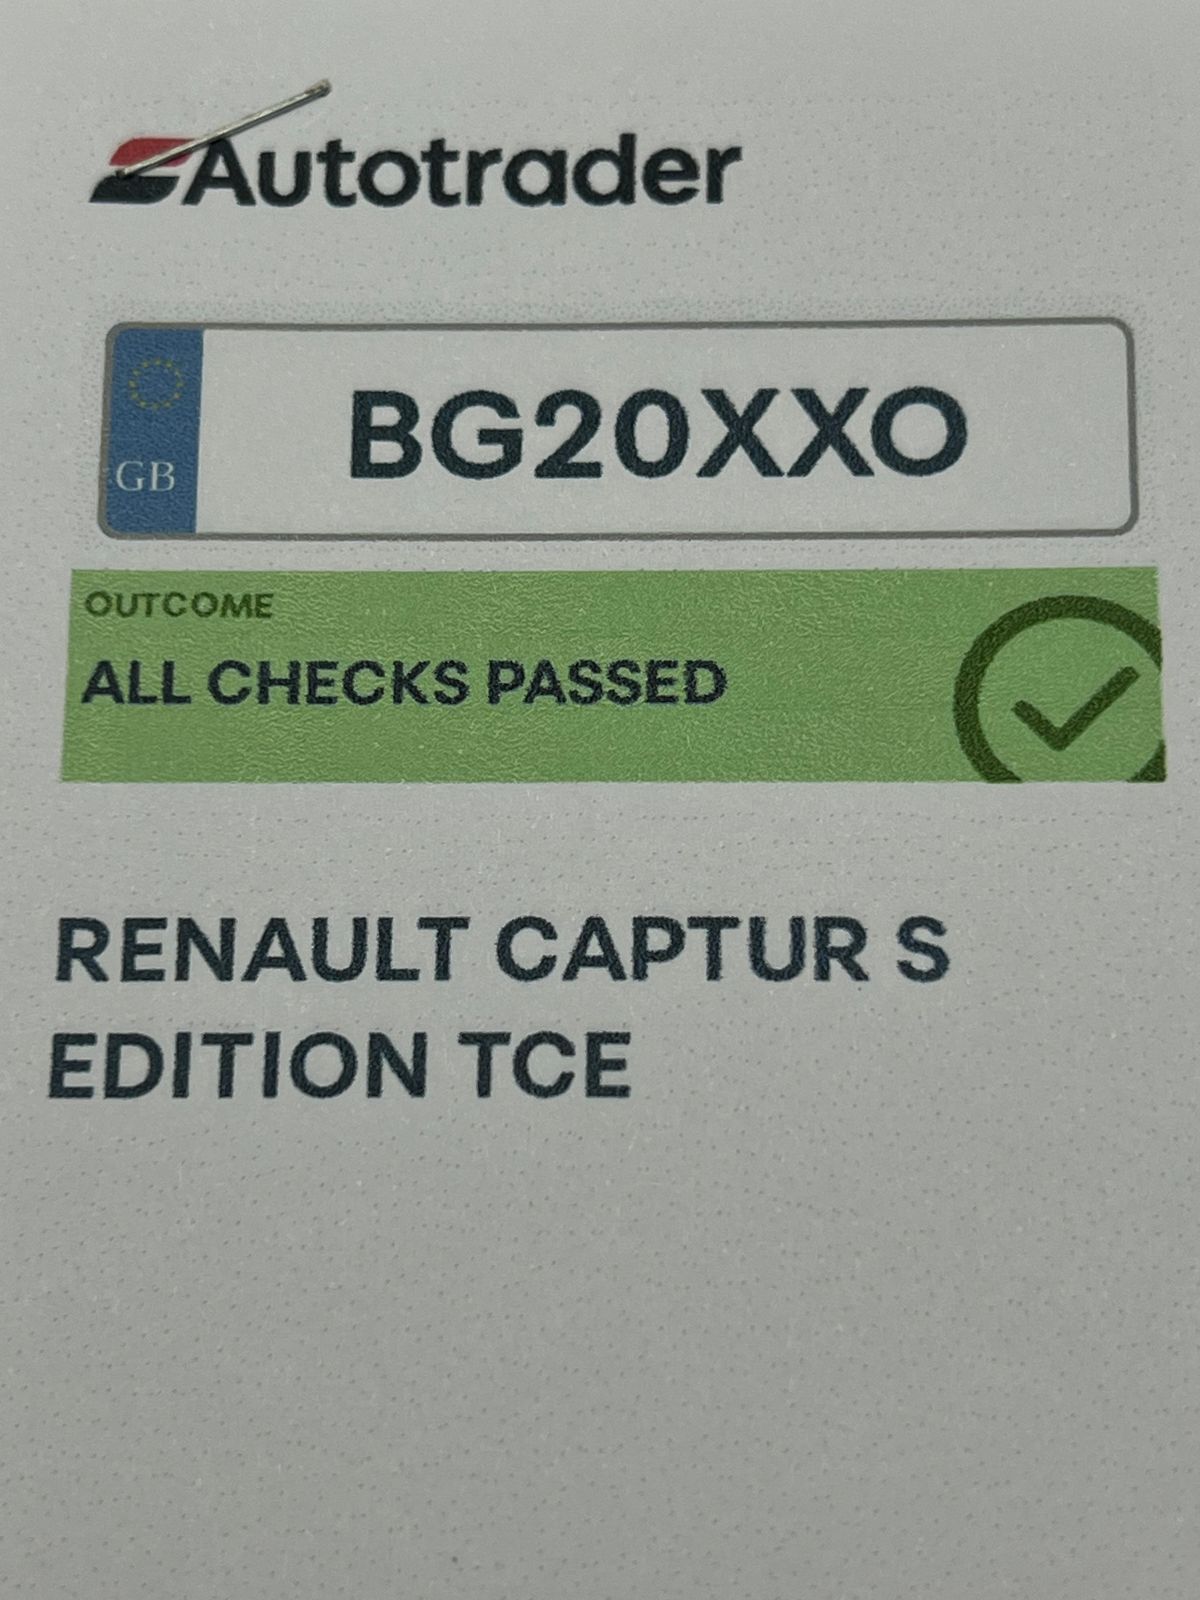 Autotrader
BG20XXO
GB
OUTCOME
ALL CHECKS PASSED
RENAULT CAPTUR S
EDITION TCE